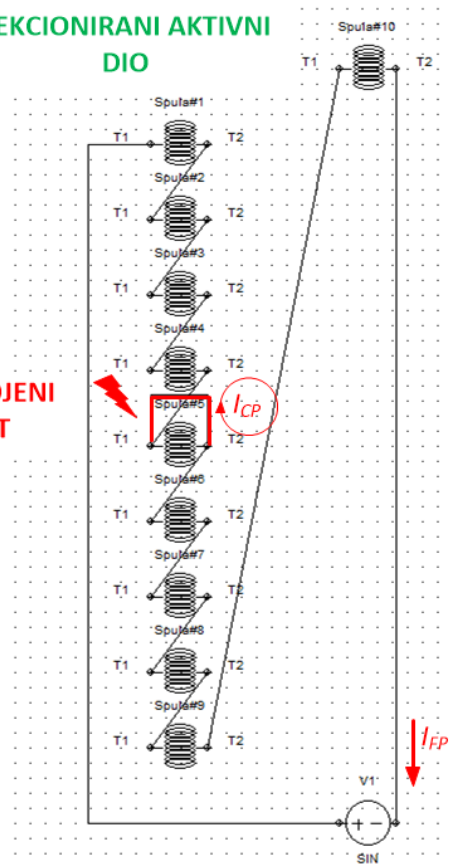 EKCIONIRANI AKTIVNI
DIO
Spula#10
T1 T2
Spula#1
T1 T2
Spula#2
T1 T2
Spula#3
T1 T2
Spula#4
T1 T2
OJENI
T
Spula#5
I_CP
T1 T2
Spula#6
T1 T2
Spula#7
T1 T2
Spula#8
T1 T2
Spula#9
T1 T2
I_FP
V1
+ −
SIN